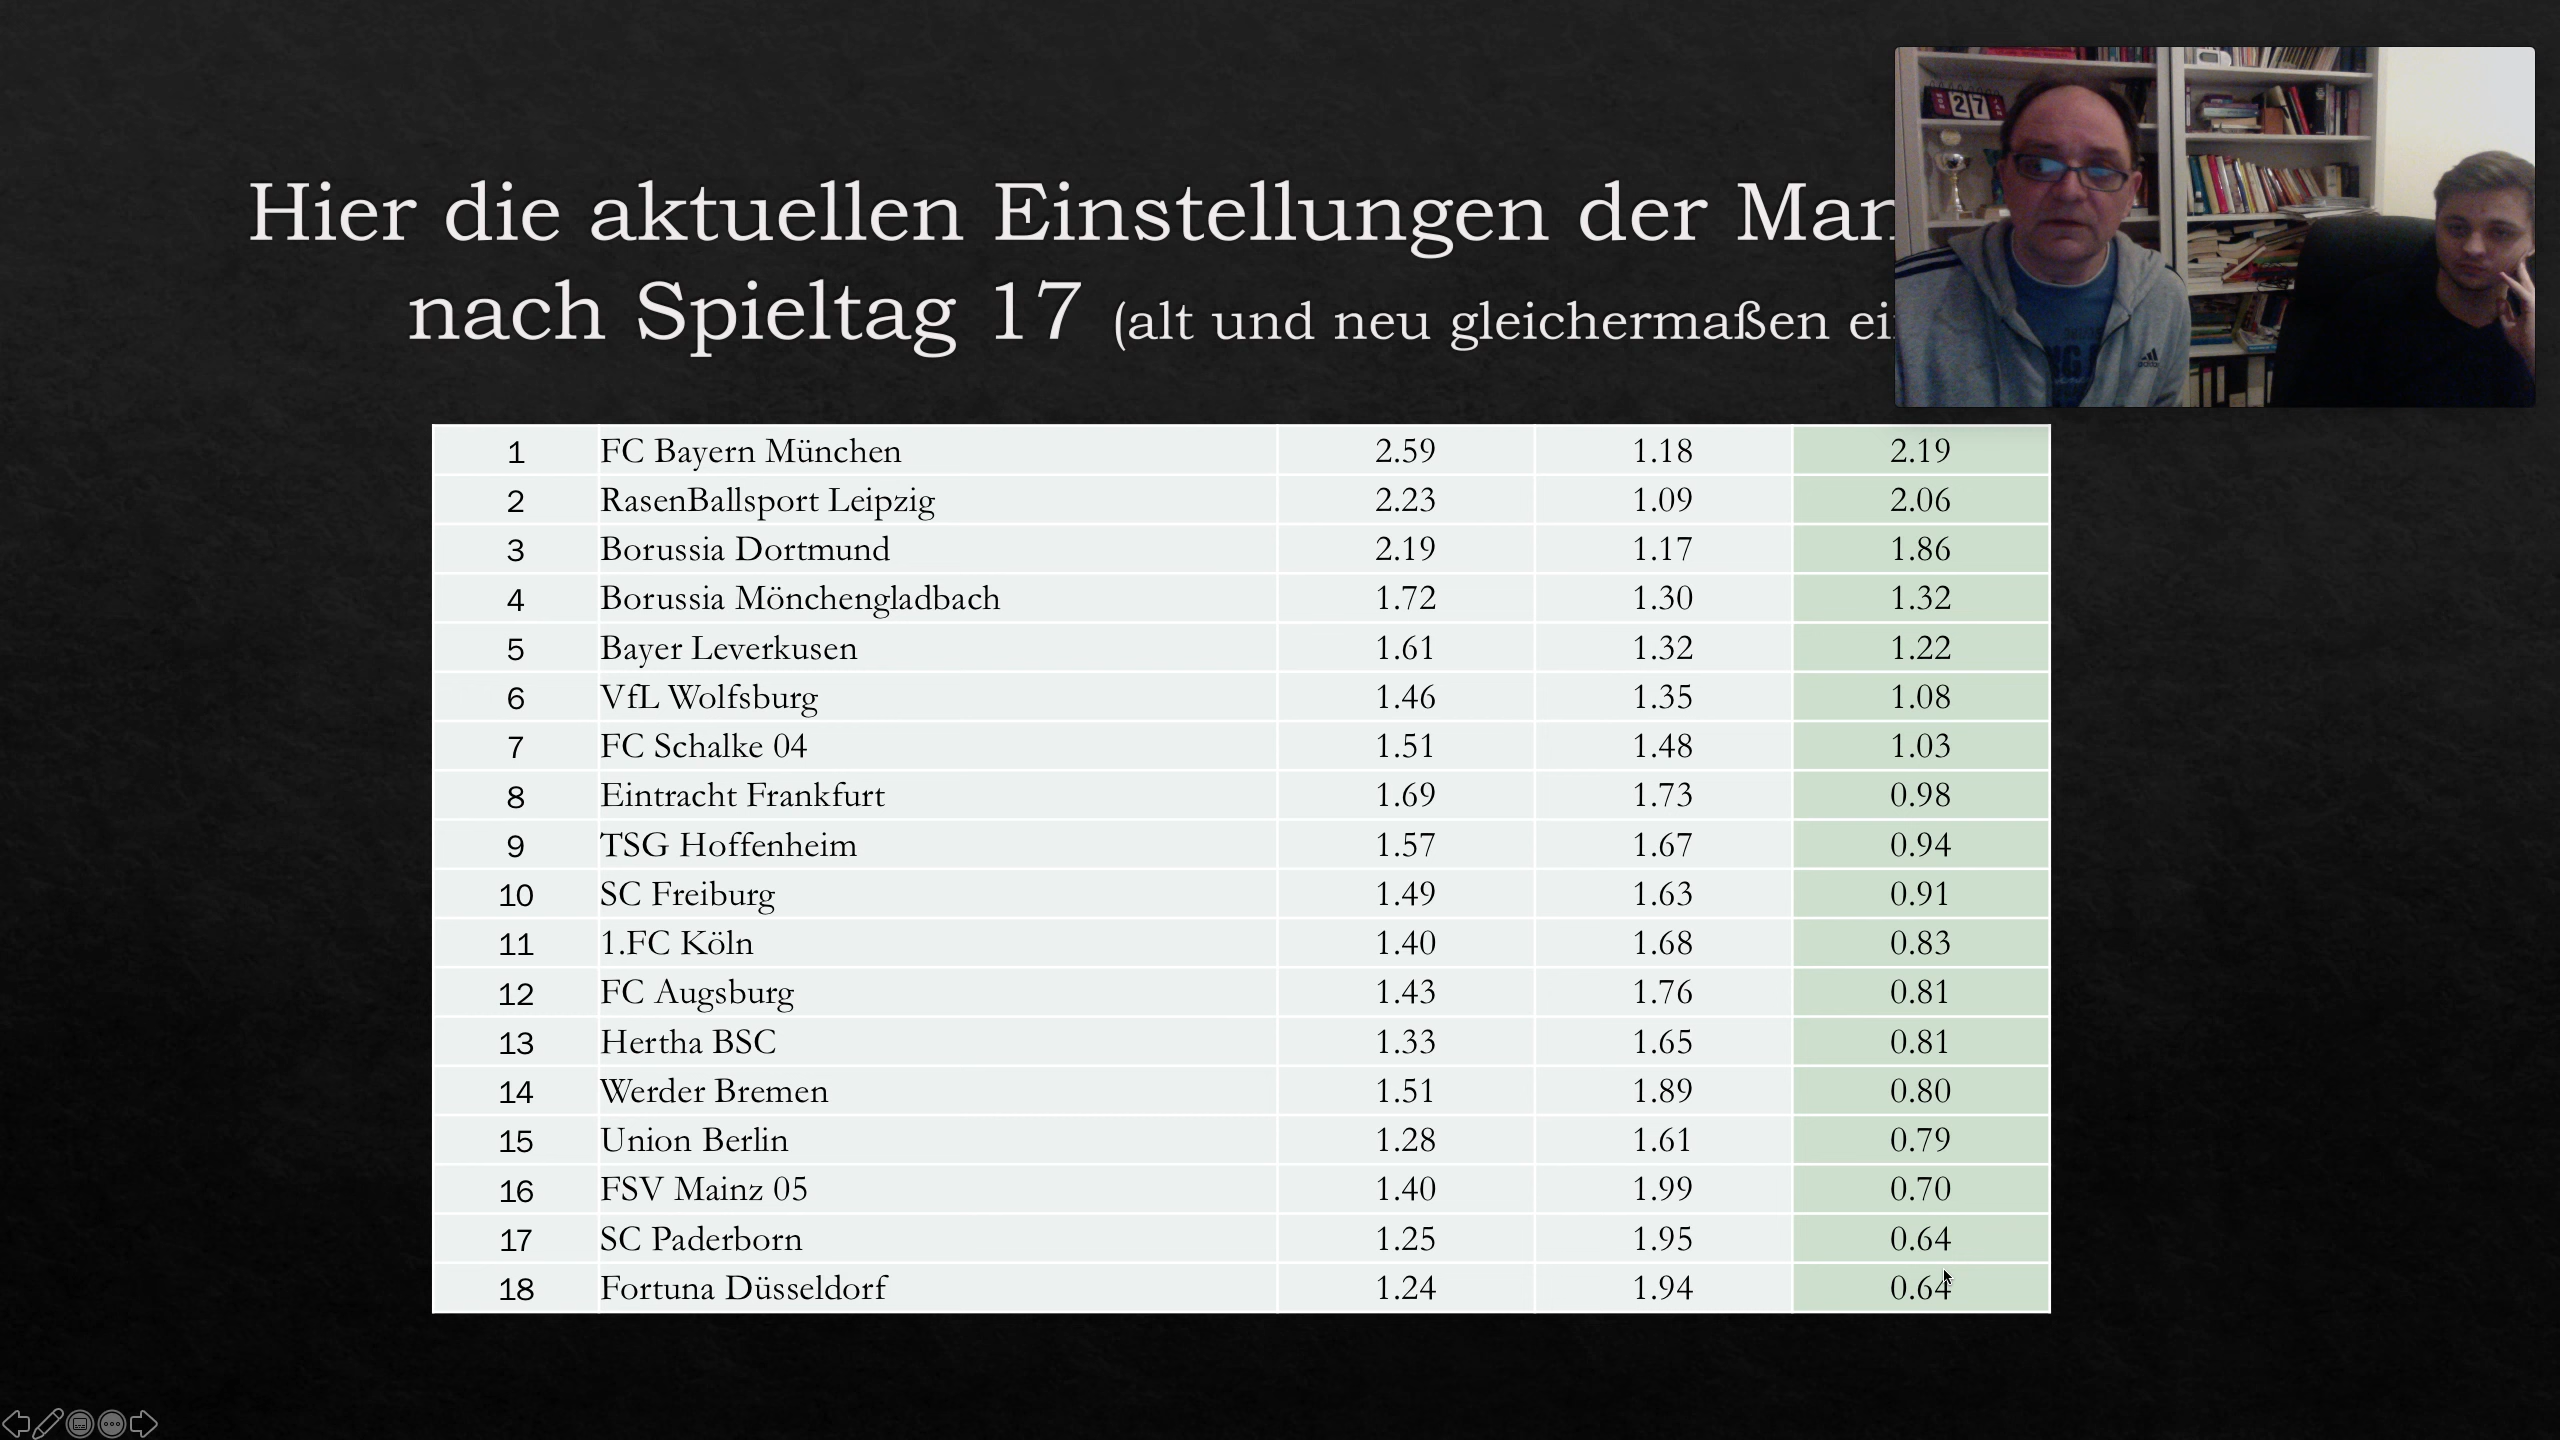 Hier die aktuellen Einstellungen der
nach Spieltag 17 (alt und neu gleichermaßen
27
adidas
1 FC Bayern München 2.59 1.18 2.19
2 RasenBallsport Leipzig 2.23 1.09 2.06
3 Borussia Dortmund 2.19 1.17 1.86
4 Borussia Mönchengladbach 1.72 1.30 1.32
5 Bayer Leverkusen 1.61 1.32 1.22
6 VfL Wolfsburg 1.46 1.35 1.08
7 FC Schalke 04 1.51 1.48 1.03
8 Eintracht Frankfurt 1.69 1.73 0.98
9 TSG Hoffenheim 1.57 1.67 0.94
10 SC Freiburg 1.49 1.63 0.91
11 1.FC Köln 1.40 1.68 0.83
12 FC Augsburg 1.43 1.76 0.81
13 Hertha BSC 1.33 1.65 0.81
14 Werder Bremen 1.51 1.89 0.80
15 Union Berlin 1.28 1.61 0.79
16 FSV Mainz 05 1.40 1.99 0.70
17 SC Paderborn 1.25 1.95 0.64
18 Fortuna Düsseldorf 1.24 1.94 0.64